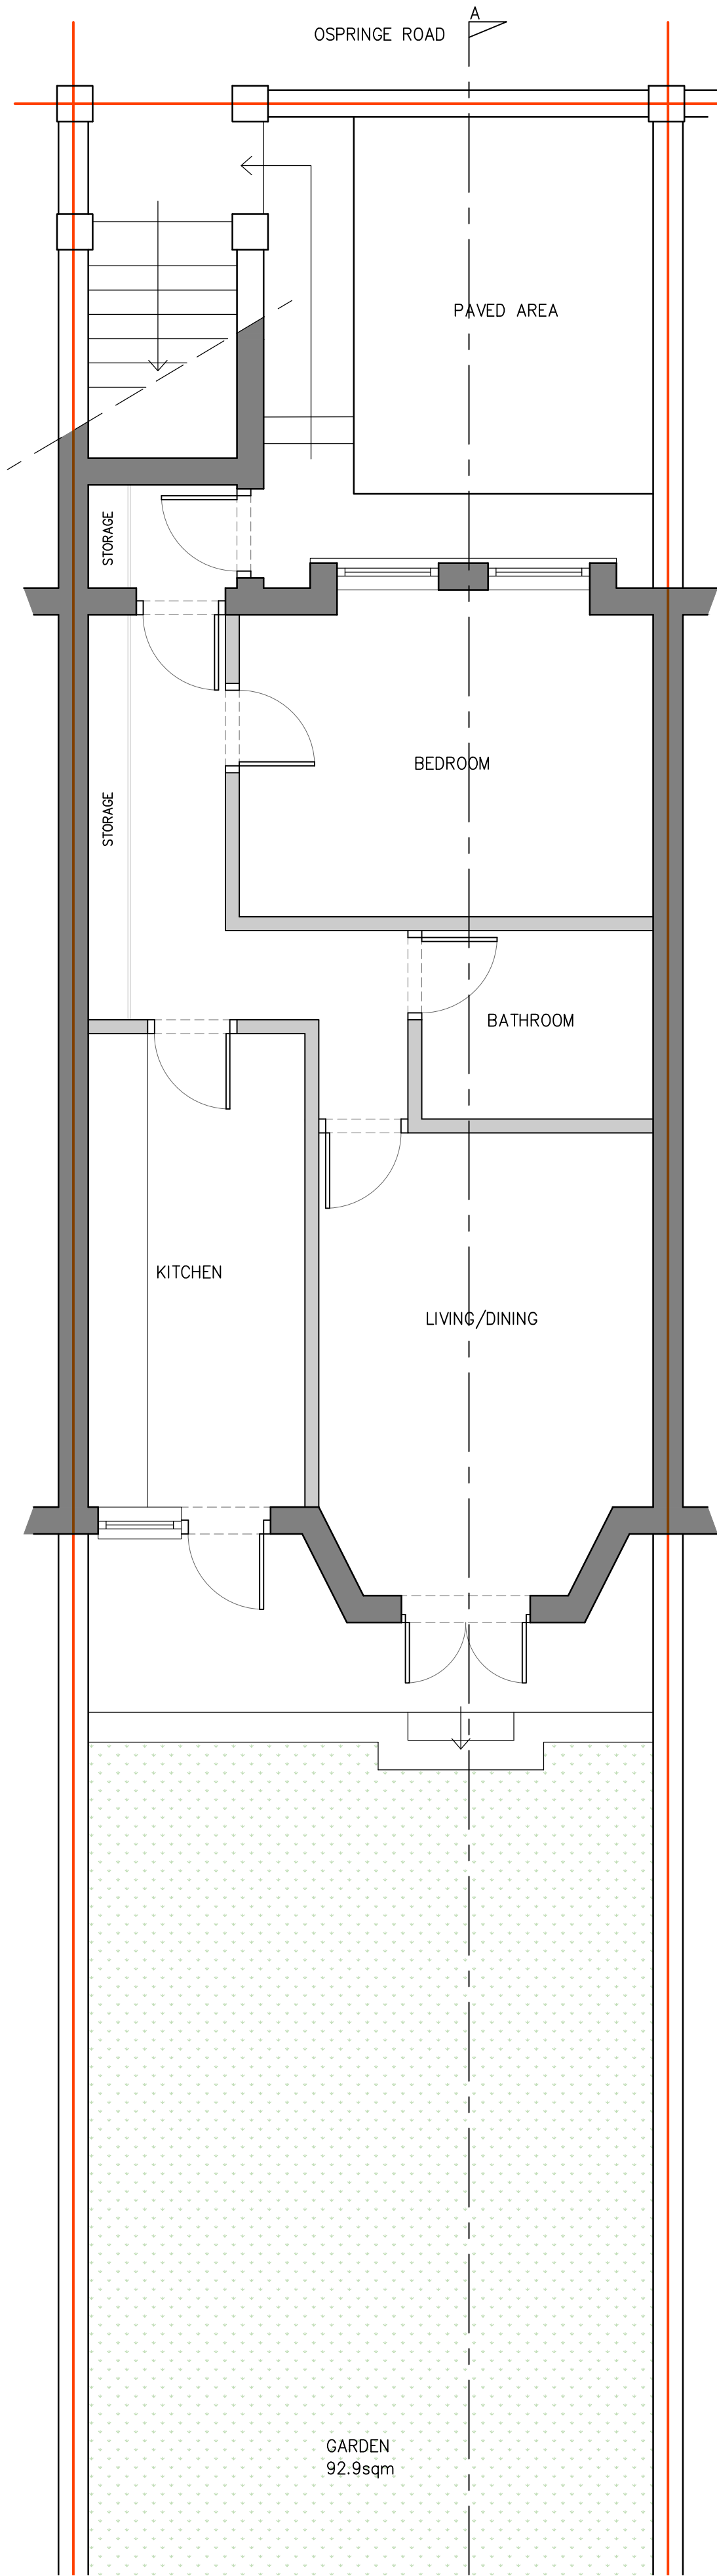 A
OSPRINGE ROAD
PAVED AREA
STORAGE
BEDROOM
STORAGE
BATHROOM
KITCHEN
LIVING/DINING
GARDEN
92.9sqm